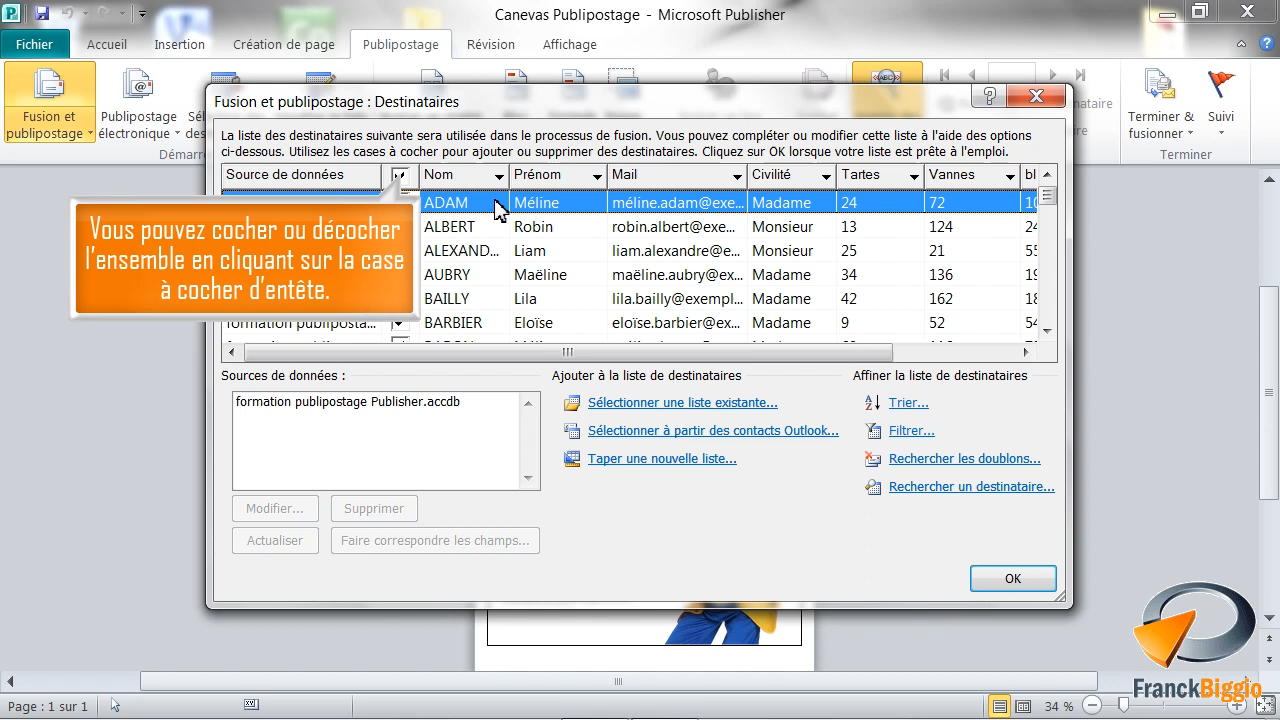 Canevas Publipostage - Microsoft Publisher
Fichier Accueil Insertion Création de page Publipostage Révision Affichage
Fusion et publipostage
Publipostage électronique
Terminer & fusionner
Suivi
Terminer
Fusion et publipostage : Destinataires
La liste des destinataires suivante sera utilisée dans le processus de fusion. Vous pouvez compléter ou modifier cette liste à l'aide des options
ci-dessous. Utilisez les cases à cocher pour ajouter ou supprimer des destinataires. Cliquez sur OK lorsque votre liste est prête à l'emploi.
Source de données Nom Prénom Mail Civilité Tartes Vannes bl
ADAM Méline méline.adam@exe... Madame 24 72 10
ALBERT Robin robin.albert@exe... Monsieur 13 124 24
ALEXAND... Liam liam.alexandre@e... Monsieur 25 21 55
AUBRY Maëline maëline.aubry@ex... Madame 34 136 19
BAILLY Lila lila.bailly@exempl... Madame 42 162 18
formation publiposta... BARBIER Eloïse eloïse.barbier@ex... Madame 9 52 54
Vous pouvez cocher ou décocher
l'ensemble en cliquant sur la case
à cocher d'entête.
Sources de données :
formation publipostage Publisher.accdb
Modifier... Supprimer
Actualiser Faire correspondre les champs...
Ajouter à la liste de destinataires
Sélectionner une liste existante...
Sélectionner à partir des contacts Outlook...
Taper une nouvelle liste...
Affiner la liste de destinataires
Trier...
Filtrer...
Rechercher les doublons...
Rechercher un destinataire...
OK
FranckBiggio
Page : 1 sur 1
34 %